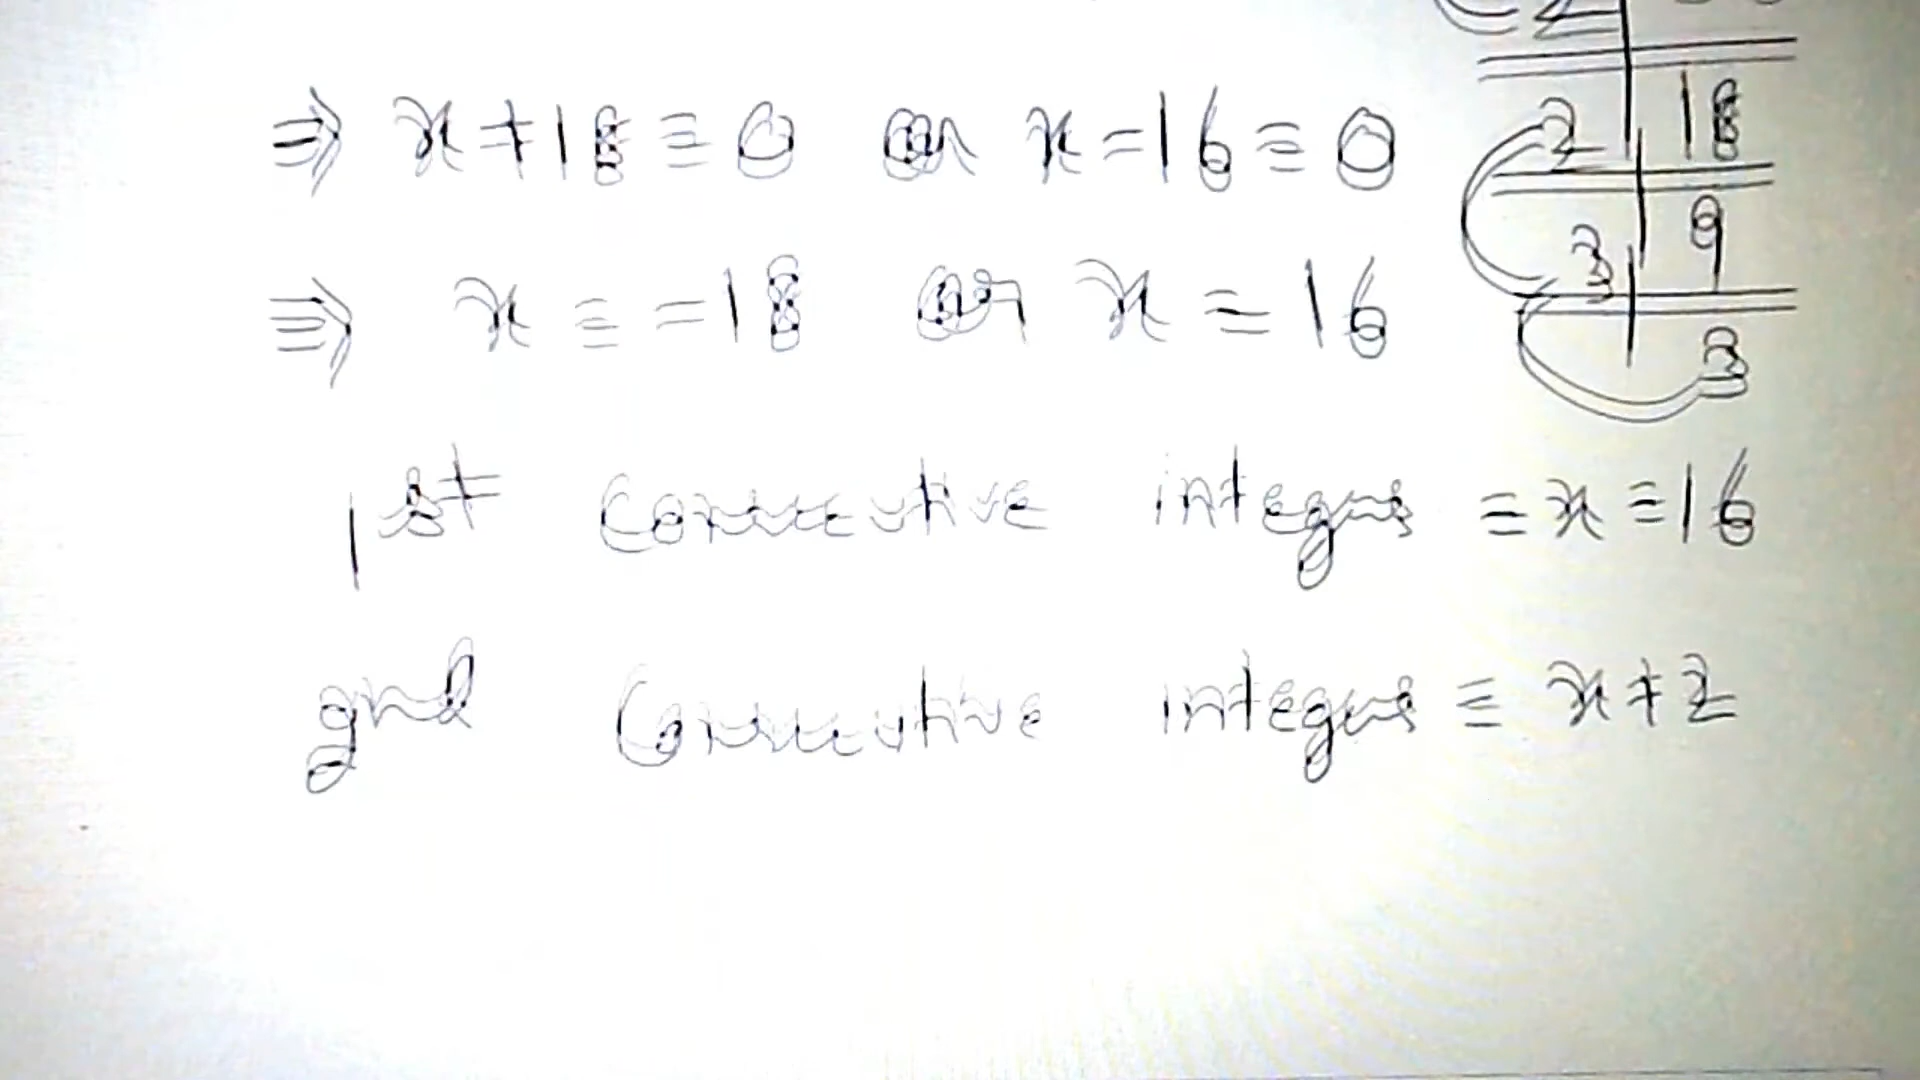 ⇒ x+18=0 or x-16=0
⇒ x = -18 or x = 16
1st Consecutive integers = x = 16
2nd Consecutive integers = x+2
2
2 | 18
3 | 9
3